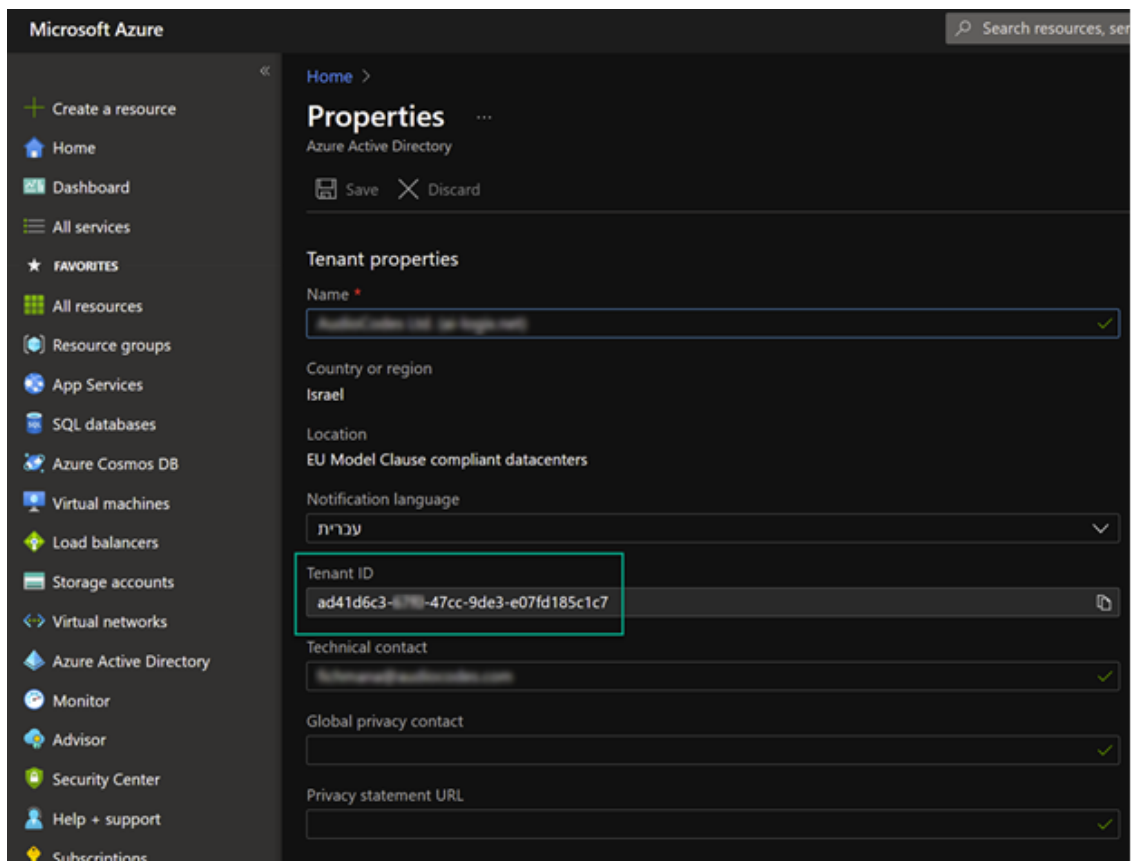 Microsoft Azure
Search resources, ser
«
Create a resource
Home
Dashboard
All services
FAVORITES
All resources
Resource groups
App Services
SQL databases
Azure Cosmos DB
Virtual machines
Load balancers
Storage accounts
Virtual networks
Azure Active Directory
Monitor
Advisor
Security Center
Help + support
Subscriptions
Home >
Properties ...
Azure Active Directory
Save Discard
Tenant properties
Name *
Country or region
Israel
Location
EU Model Clause compliant datacenters
Notification language
עברית
Tenant ID
ad41d6c3- -47cc-9de3-e07fd185c1c7
Technical contact
Global privacy contact
Privacy statement URL